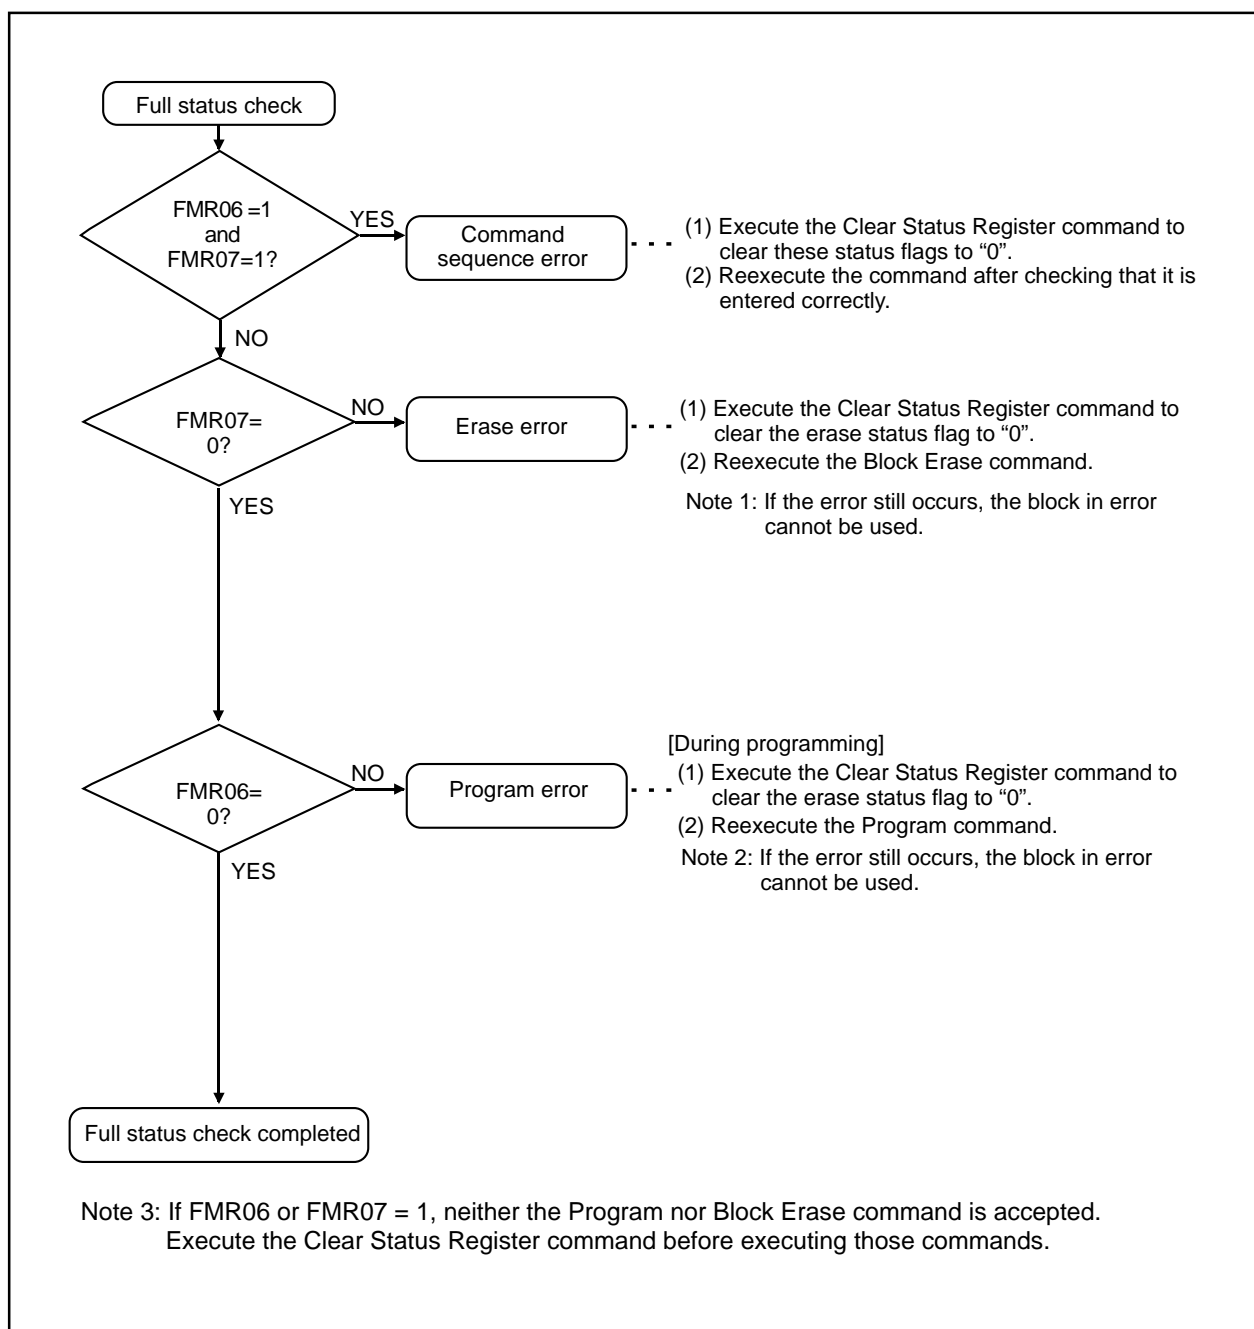 Full status check
FMR06 =1
and
FMR07=1?
YES
Command
sequence error
(1) Execute the Clear Status Register command to
clear these status flags to “0”.
(2) Reexecute the command after checking that it is
entered correctly.
NO
FMR07=
0?
NO
Erase error
(1) Execute the Clear Status Register command to
clear the erase status flag to “0”.
(2) Reexecute the Block Erase command.
Note 1: If the error still occurs, the block in error
cannot be used.
YES
FMR06=
0?
NO
Program error
[During programming]
(1) Execute the Clear Status Register command to
clear the erase status flag to “0”.
(2) Reexecute the Program command.
Note 2: If the error still occurs, the block in error
cannot be used.
YES
Full status check completed
Note 3: If FMR06 or FMR07 = 1, neither the Program nor Block Erase command is accepted.
Execute the Clear Status Register command before executing those commands.